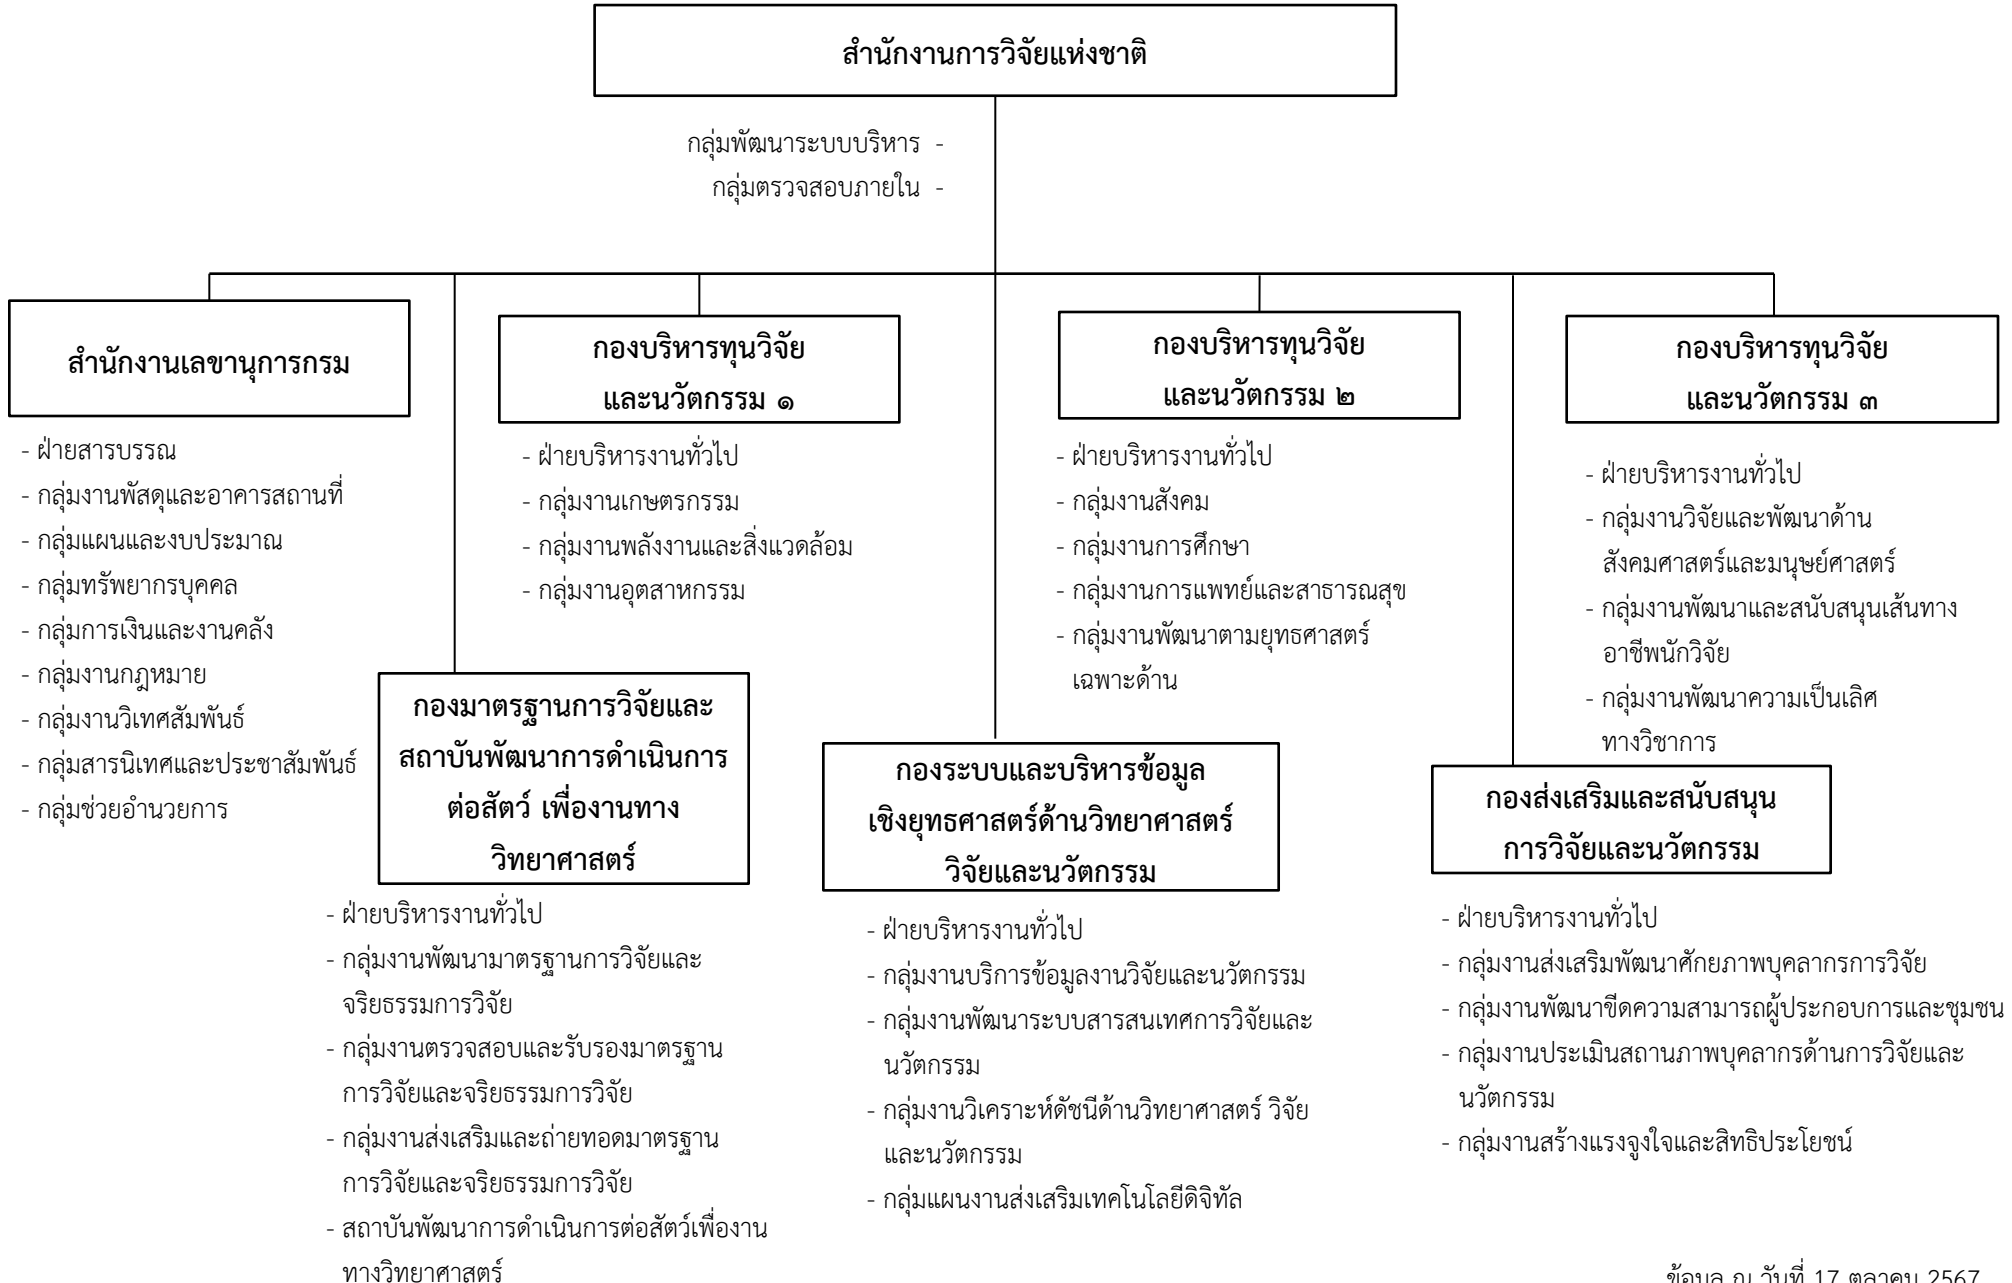 สำนักงานการวิจัยแห่งชาติ
กลุ่มพัฒนาระบบบริหาร -
กลุ่มตรวจสอบภายใน -
สำนักงานเลขานุการกรม
- ฝ่ายสารบรรณ
- กลุ่มงานพัสดุและอาคารสถานที่
- กลุ่มแผนและงบประมาณ
- กลุ่มทรัพยากรบุคคล
- กลุ่มการเงินและงานคลัง
- กลุ่มงานกฎหมาย
- กลุ่มงานวิเทศสัมพันธ์
- กลุ่มสารนิเทศและประชาสัมพันธ์
- กลุ่มช่วยอำนวยการ
กองบริหารทุนวิจัย
และนวัตกรรม ๑
- ฝ่ายบริหารงานทั่วไป
- กลุ่มงานเกษตรกรรม
- กลุ่มงานพลังงานและสิ่งแวดล้อม
- กลุ่มงานอุตสาหกรรม
กองบริหารทุนวิจัย
และนวัตกรรม ๒
- ฝ่ายบริหารงานทั่วไป
- กลุ่มงานสังคม
- กลุ่มงานการศึกษา
- กลุ่มงานการแพทย์และสาธารณสุข
- กลุ่มงานพัฒนาตามยุทธศาสตร์
เฉพาะด้าน
กองบริหารทุนวิจัย
และนวัตกรรม ๓
- ฝ่ายบริหารงานทั่วไป
- กลุ่มงานวิจัยและพัฒนาด้าน
สังคมศาสตร์และมนุษย์ศาสตร์
- กลุ่มงานพัฒนาและสนับสนุนเส้นทาง
อาชีพนักวิจัย
- กลุ่มงานพัฒนาความเป็นเลิศ
ทางวิชาการ
กองมาตรฐานการวิจัยและ
สถาบันพัฒนาการดำเนินการ
ต่อสัตว์ เพื่องานทาง
วิทยาศาสตร์
- ฝ่ายบริหารงานทั่วไป
- กลุ่มงานพัฒนามาตรฐานการวิจัยและ
จริยธรรมการวิจัย
- กลุ่มงานตรวจสอบและรับรองมาตรฐาน
การวิจัยและจริยธรรมการวิจัย
- กลุ่มงานส่งเสริมและถ่ายทอดมาตรฐาน
การวิจัยและจริยธรรมการวิจัย
- สถาบันพัฒนาการดำเนินการต่อสัตว์เพื่องาน
ทางวิทยาศาสตร์
กองระบบและบริหารข้อมูล
เชิงยุทธศาสตร์ด้านวิทยาศาสตร์
วิจัยและนวัตกรรม
- ฝ่ายบริหารงานทั่วไป
- กลุ่มงานบริการข้อมูลงานวิจัยและนวัตกรรม
- กลุ่มงานพัฒนาระบบสารสนเทศการวิจัยและ
นวัตกรรม
- กลุ่มงานวิเคราะห์ดัชนีด้านวิทยาศาสตร์ วิจัย
และนวัตกรรม
- กลุ่มแผนงานส่งเสริมเทคโนโลยีดิจิทัล
กองส่งเสริมและสนับสนุน
การวิจัยและนวัตกรรม
- ฝ่ายบริหารงานทั่วไป
- กลุ่มงานส่งเสริมพัฒนาศักยภาพบุคลากรการวิจัย
- กลุ่มงานพัฒนาขีดความสามารถผู้ประกอบการและชุมชน
- กลุ่มงานประเมินสถานภาพบุคลากรด้านการวิจัยและ
นวัตกรรม
- กลุ่มงานสร้างแรงจูงใจและสิทธิประโยชน์
ข้อมูล ณ วันที่ 17 ตุลาคม 2567